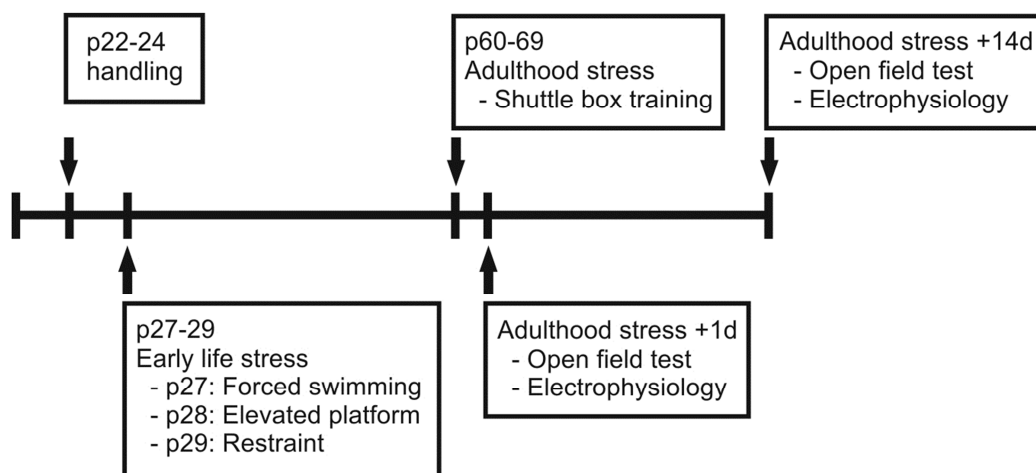 p22-24
handling
p60-69
Adulthood stress
- Shuttle box training
Adulthood stress +14d
- Open field test
- Electrophysiology
p27-29
Early life stress
- p27: Forced swimming
- p28: Elevated platform
- p29: Restraint
Adulthood stress +1d
- Open field test
- Electrophysiology